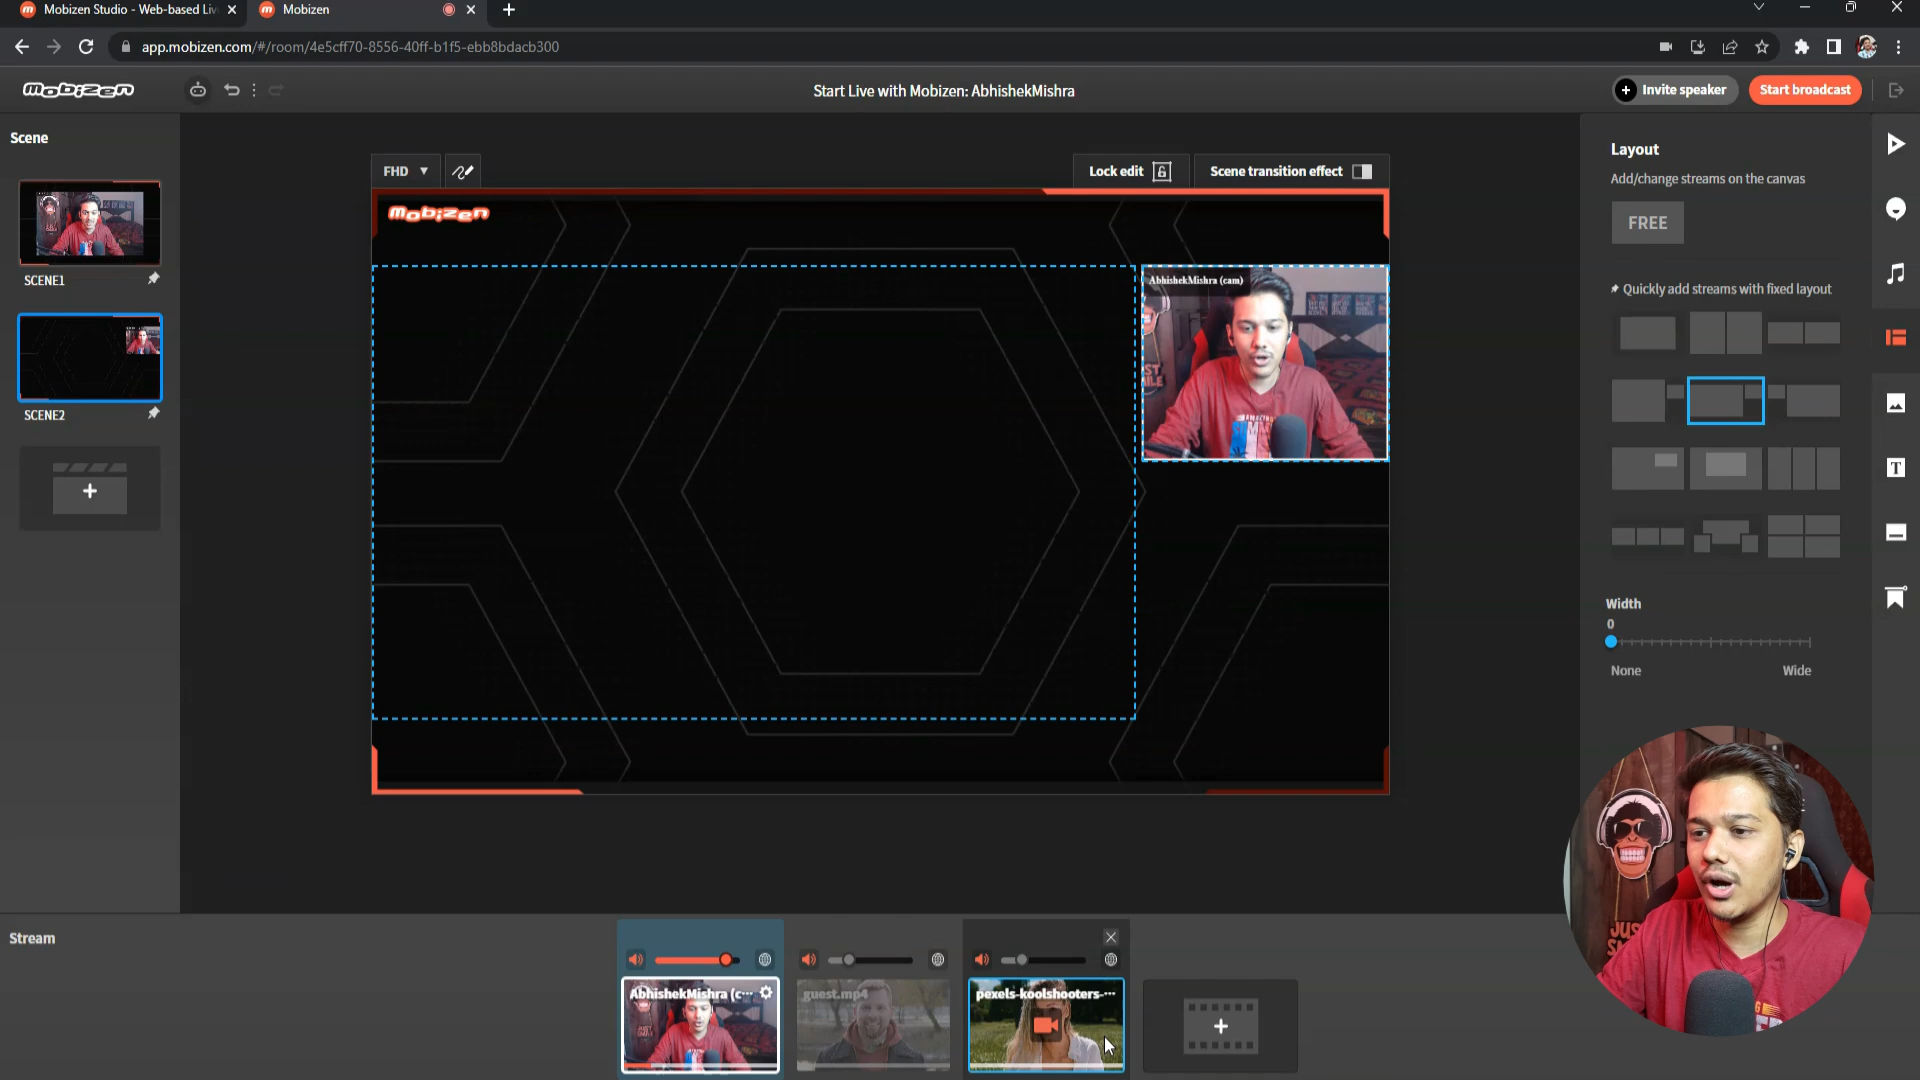 Mobizen Studio - Web-based Liv
Mobizen
app.mobizen.com/#/room/4e5cff70-8556-40ff-b1f5-ebb8bdacb300
mobizen
Start Live with Mobizen: AbhishekMishra
Invite speaker
Start broadcast
Scene
SCENE1
SCENE2
FHD
Lock edit
Scene transition effect
mobizen
AbhishekMishra (cam)
Layout
Add/change streams on the canvas
FREE
Quickly add streams with fixed layout
Width
0
None
Wide
Stream
AbhishekMishra (c···
guest.mp4
pexels-koolshooters-···